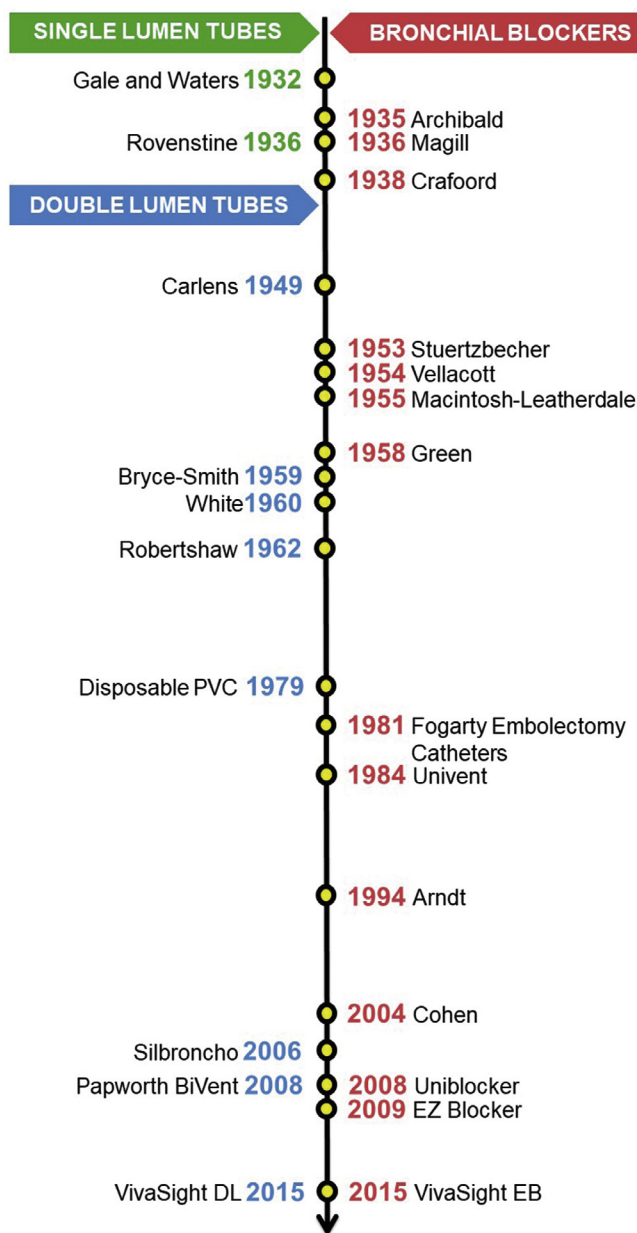 SINGLE LUMEN TUBES
BRONCHIAL BLOCKERS
Gale and Waters 1932
1935 Archibald
Rovenstine 1936
1936 Magill
1938 Crafoord
DOUBLE LUMEN TUBES
Carlens 1949
1953 Stuertzbecher
1954 Vellacott
1955 Macintosh-Leatherdale
1958 Green
Bryce-Smith 1959
White1960
Robertshaw 1962
Disposable PVC 1979
1981 Fogarty Embolectomy
Catheters
1984 Univent
1994 Arndt
2004 Cohen
Silbroncho 2006
Papworth BiVent 2008
2008 Uniblocker
2009 EZ Blocker
VivaSight DL 2015
2015 VivaSight EB